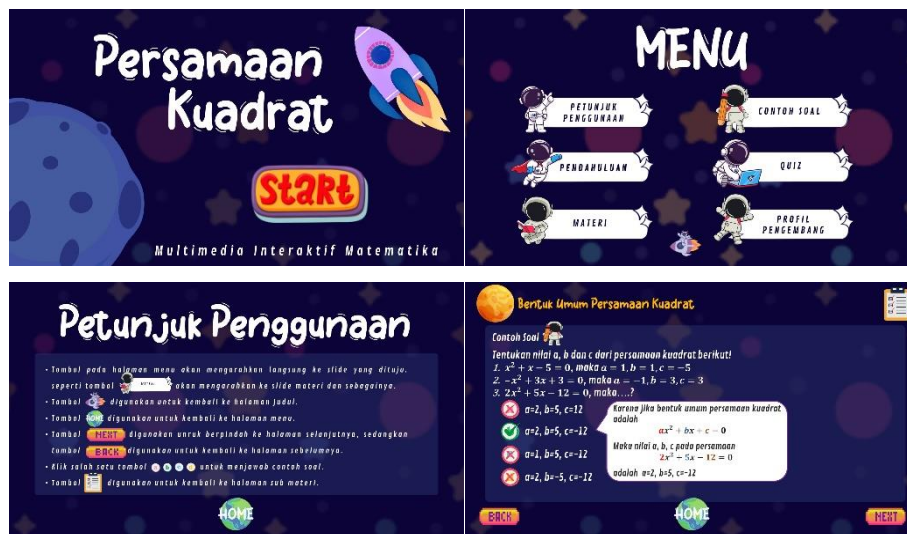 Persamaan
Kuadrat
Start
Multimedia Interaktif Matematika
MENU
PETUNJUK
PENGGUNAAN
CONTOH SOAL
PENDAHULUAN
QUIZ
MATERI
PROFIL
PENGEMBANG
Petunjuk Penggunaan
• Tombol pada halaman menu akan mengarahkan langsung ke slide yang dituju.
seperti tombol akan mengarahkan ke slide materi dan sebagainya.
• Tombol digunakan untuk kembali ke halaman judul.
• Tombol HOME digunakan untuk kembali ke halaman menu.
• Tombol NEXT digunakan unruk berpindah ke halaman selanjutnya, sedangkan
tombol BACK digunakan untuk kembali ke halaman sebelumnya.
• Klik salah satu tombol untuk menjawab contoh soal.
• Tombol digunakan untuk kembali ke halaman sub materi.
HOME
Bentuk Umum Persamaan Kuadrat
Contoh Soal
Tentukan nilai a, b dan c dari persamaan kuadrat berikut!
1. x² + x − 5 = 0, maka a = 1, b = 1, c = −5
2. −x² + 3x + 3 = 0, maka a = −1, b = 3, c = 3
3. 2x² + 5x − 12 = 0, maka....?
a=2, b=5, c=12
a=2, b=5, c=-12
a=1, b=5, c=-12
a=2, b=-5, c=-12
Karena jika bentuk umum persamaan kuadrat
adalah
ax² + bx + c = 0
Maka nilai a, b, c pada persamaan
2x² + 5x − 12 = 0
adalah a=2, b=5, c=-12
BACK
HOME
NEXT